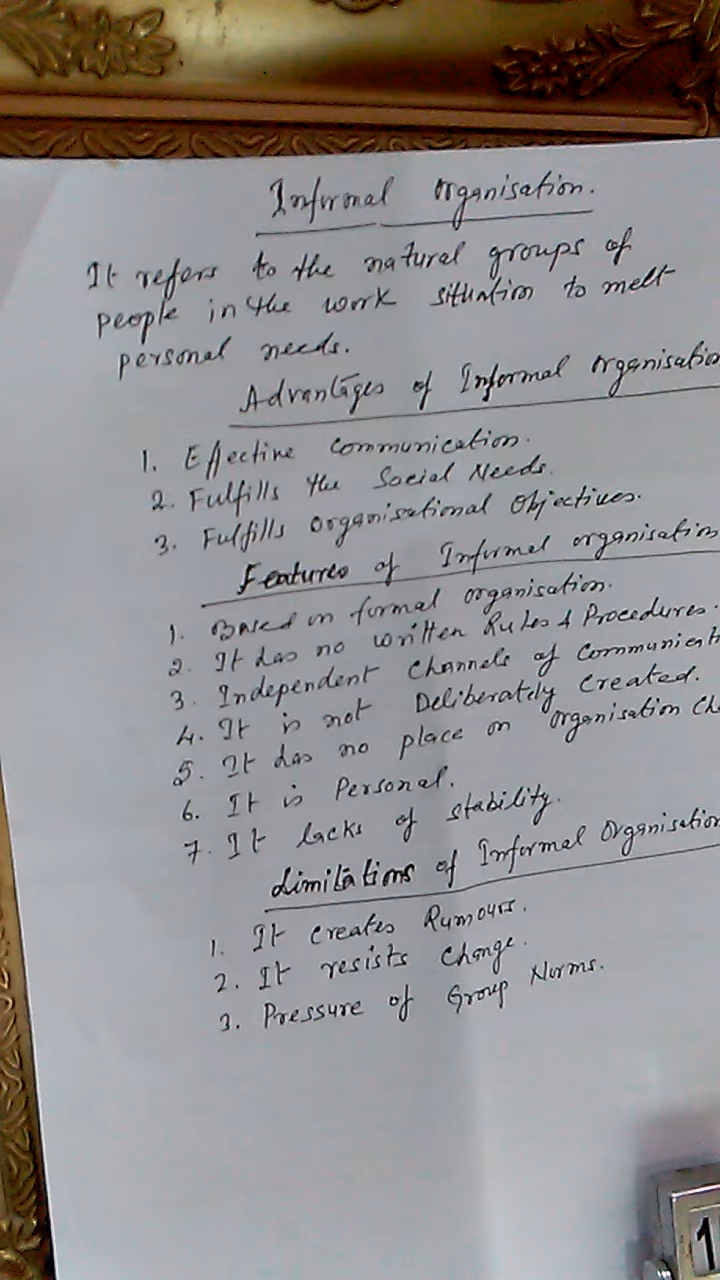 Informal organisation.
It refers to the natural groups of
people in the work situation to melt
personal needs.
Advantages of Informal organisatio
1. Effective communication.
2. Fulfills the Social Needs.
3. Fulfills organisational Objectives.
Features of Informal organisation
1. Based on formal organisation.
2. It has no written Rules & Procedures.
3. Independent Channels of Communicati
4. It is not Deliberately Created.
5. It has no place on organisation Cha
6. It is Personal.
7. It lacks of stability.
Limitations of Informal Organisation
1. It creates Rumours.
2. It resists Change.
3. Pressure of Group Norms.
1